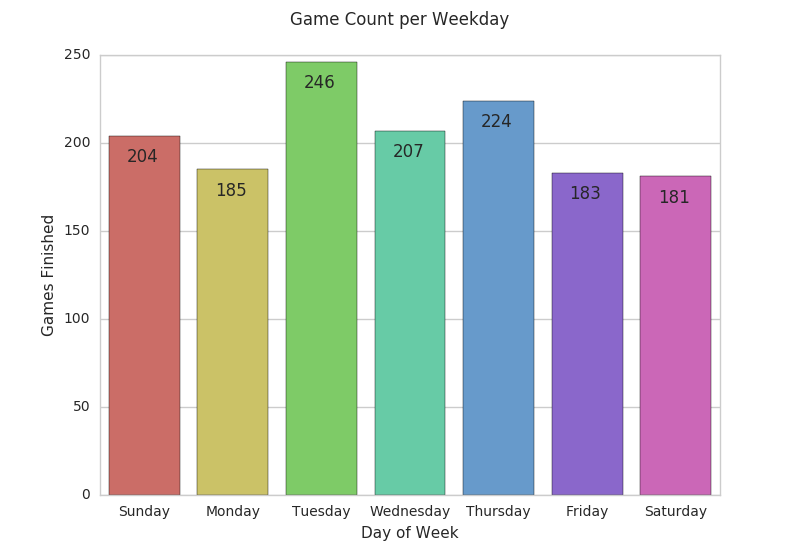 Game Count per Weekday
Games Finished
250
200
150
100
50
0
204
185
246
207
224
183
181
Sunday
Monday
Tuesday
Wednesday
Thursday
Friday
Saturday
Day of Week